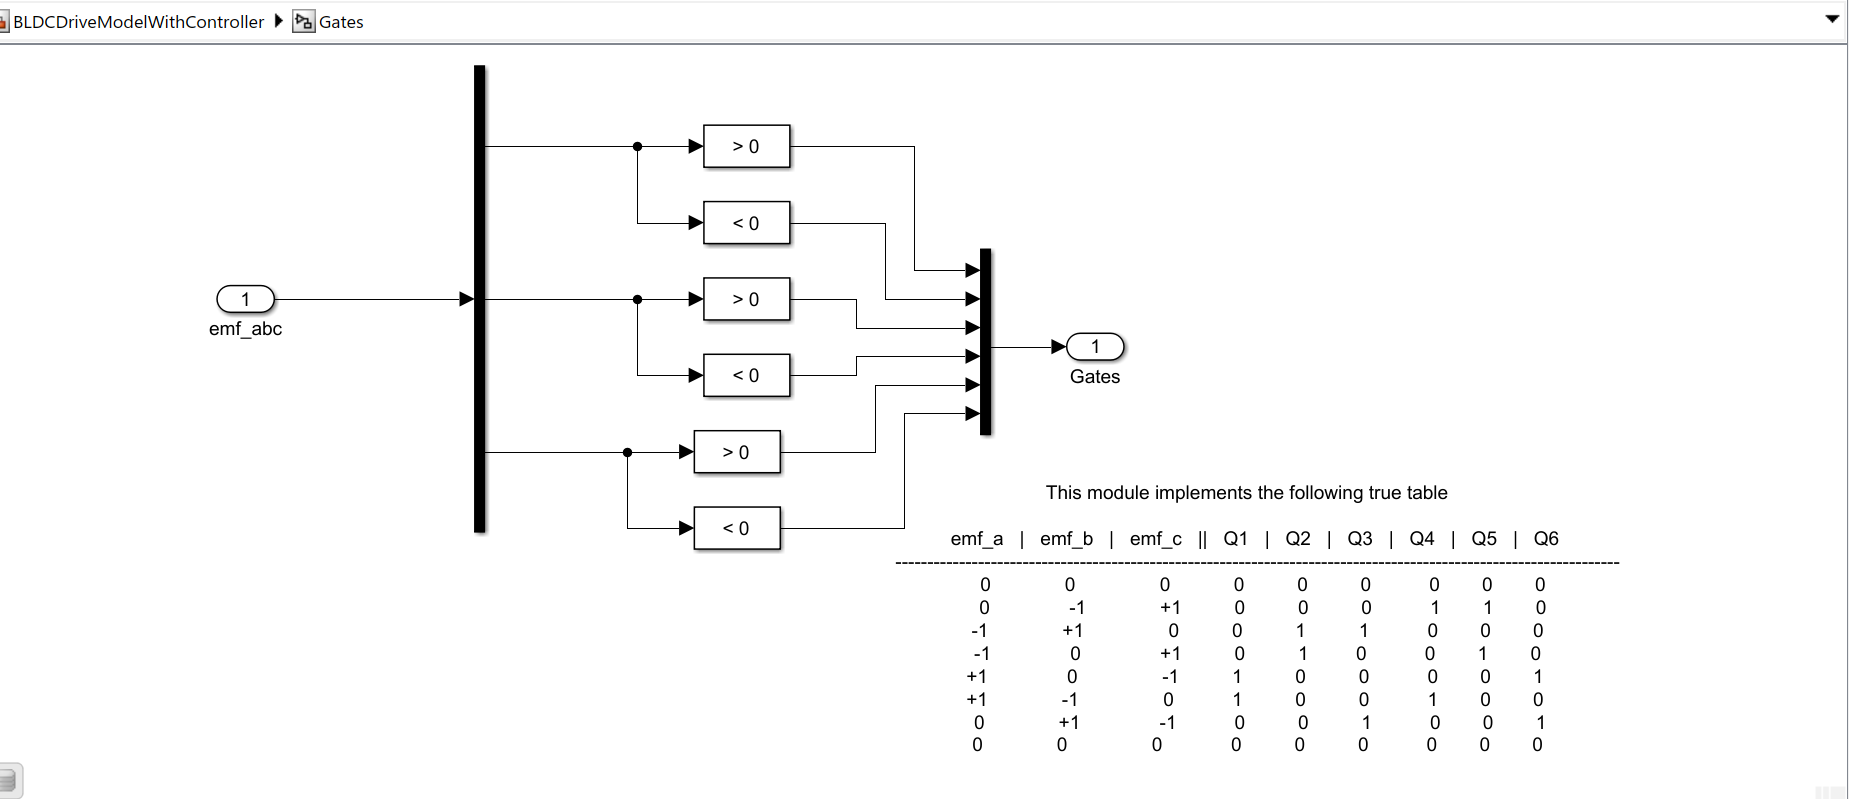 BLDCDriveModelWithController Gates
> 0
< 0
> 0
1
emf_abc
1
Gates
< 0
> 0
< 0
This module implements the following true table
emf_a | emf_b | emf_c || Q1 | Q2 | Q3 | Q4 | Q5 | Q6
--------------------------------------------------------------------------------
0 0 0 0 0 0 0 0 0
0 -1 +1 0 0 0 1 1 0
-1 +1 0 0 1 1 0 0 0
-1 0 +1 0 1 0 0 1 0
+1 0 -1 1 0 0 0 0 1
+1 -1 0 1 0 0 1 0 0
0 +1 -1 0 0 1 0 0 1
0 0 0 0 0 0 0 0 0